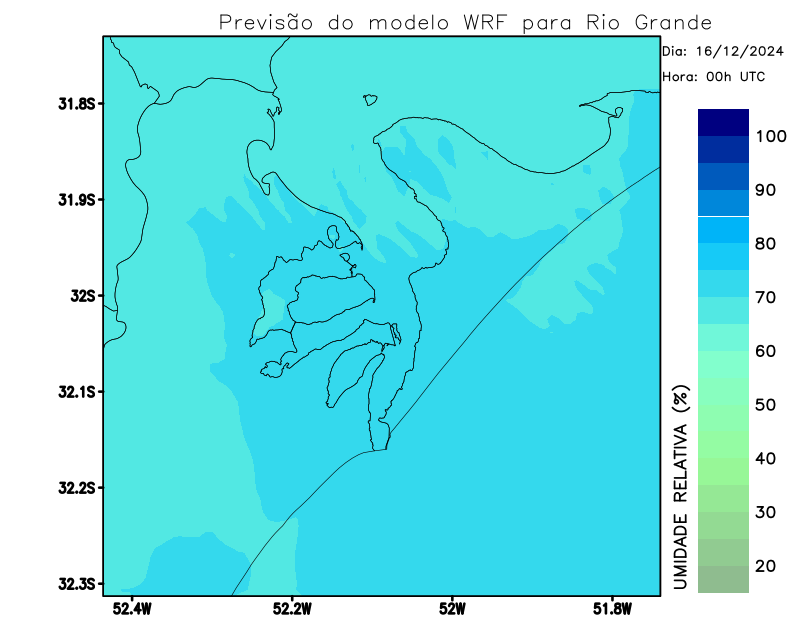 Previsão do modelo WRF para Rio Grande
Dia: 16/12/2024
Hora: 00h UTC
31.8S
31.9S
32S
32.1S
32.2S
32.3S
52.4W
52.2W
52W
51.8W
100
90
80
70
60
50
40
30
20
UMIDADE RELATIVA (%)